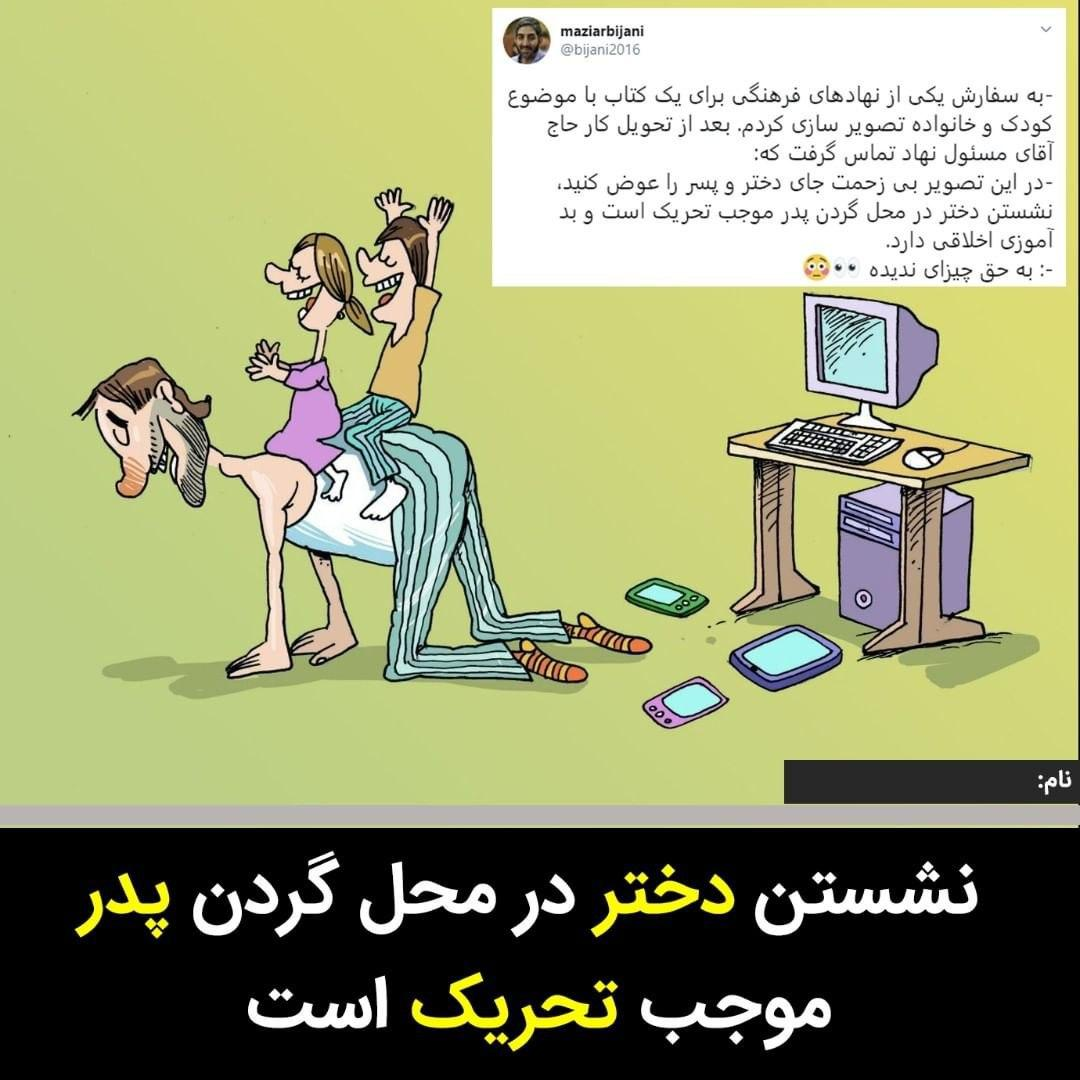 maziarbijani
@bijani2016
-به سفارش یکی از نهادهای فرهنگی برای یک کتاب با موضوع
کودک و خانواده تصویر سازی کردم. بعد از تحویل کار حاج
آقای مسئول نهاد تماس گرفت که:
-در این تصویر بی زحمت جای دختر و پسر را عوض کنید،
نشستن دختر در محل گردن پدر موجب تحریک است و بد
آموزی اخلاقی دارد.
-: به حق چیزای ندیده 👀😳
نام:
نشستن دختر در محل گردن پدر
موجب تحریک است